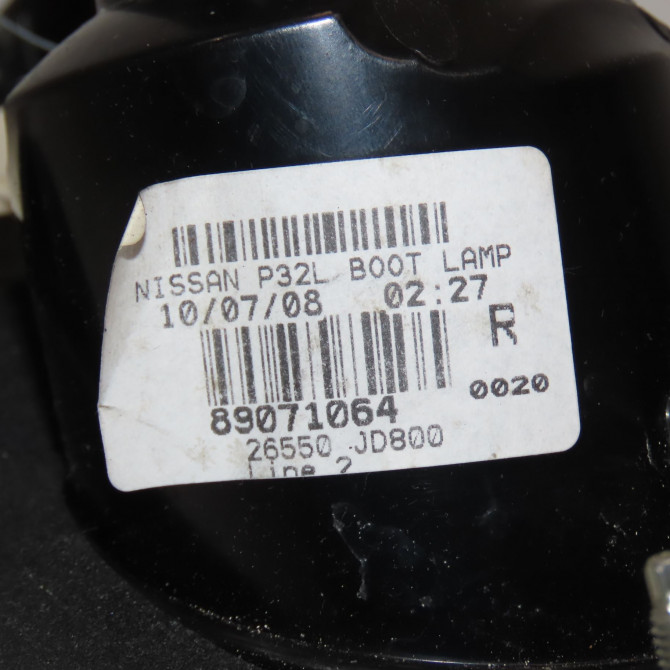 NISSAN P32L BOOT LAMP
10/07/08 02:27
R
0020
89071064
26550 JD800
Line 2